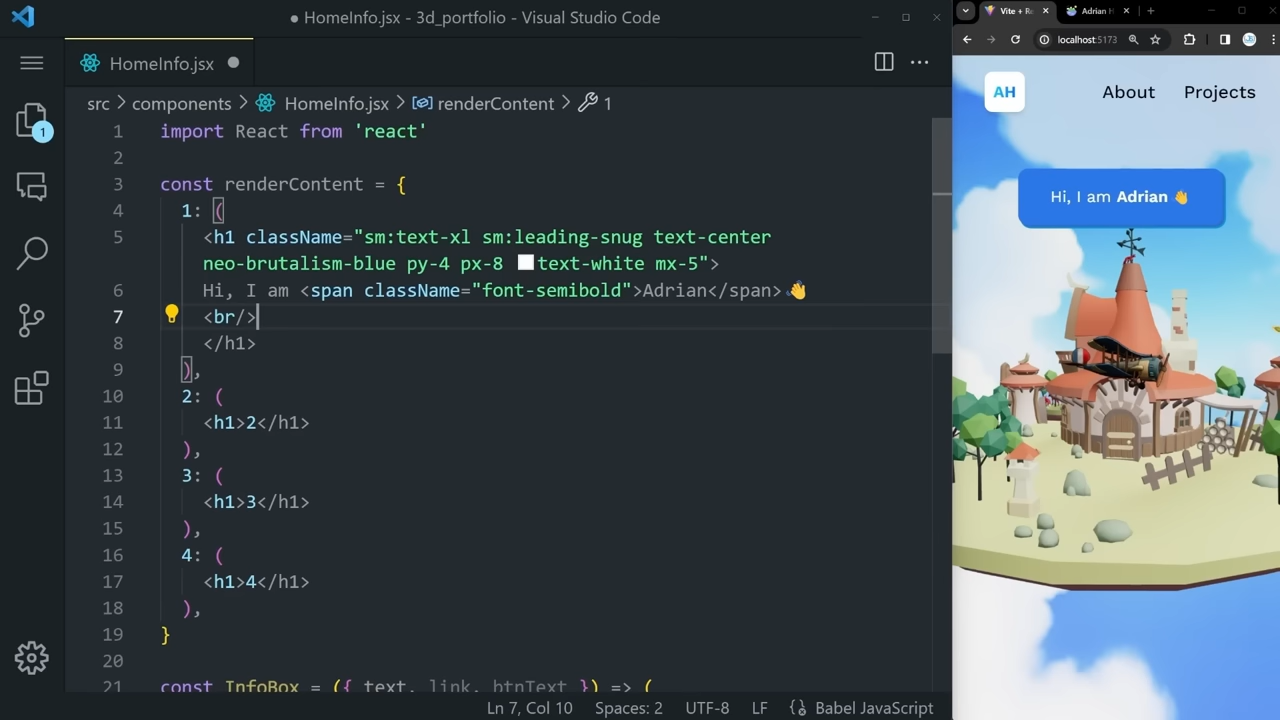 ● HomeInfo.jsx - 3d_portfolio - Visual Studio Code
HomeInfo.jsx
src > components > HomeInfo.jsx > renderContent > 1
1 import React from 'react'
2
3 const renderContent = {
4 1: (
5 <h1 className="sm:text-xl sm:leading-snug text-center
neo-brutalism-blue py-4 px-8 text-white mx-5">
6 Hi, I am <span className="font-semibold">Adrian</span>👋
7 <br/>
8 </h1>
9 ),
10 2: (
11 <h1>2</h1>
12 ),
13 3: (
14 <h1>3</h1>
15 ),
16 4: (
17 <h1>4</h1>
18 ),
19 }
20
21 const InfoBox = ({ text, link, btnText }) => (
1
Ln 7, Col 10 Spaces: 2 UTF-8 LF Babel JavaScript
Vite + Re
Adrian H
localhost:5173
AH About Projects
Hi, I am Adrian 👋